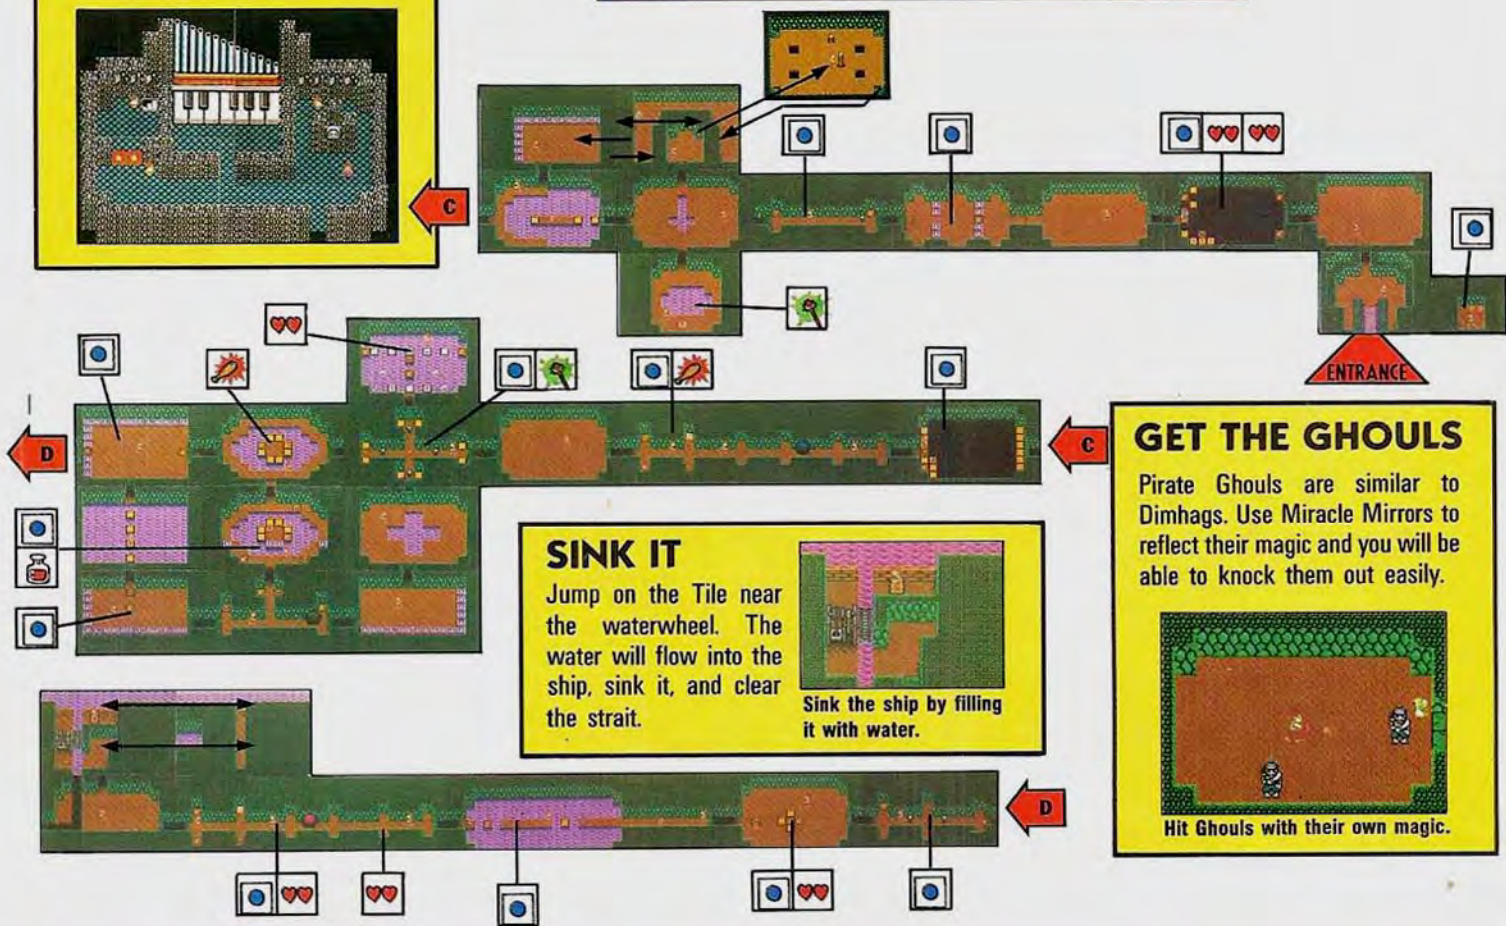 C
ENTRANCE
D
C
GET THE GHOULS
Pirate Ghouls are similar to
Dimhags. Use Miracle Mirrors to
reflect their magic and you will be
able to knock them out easily.
Hit Ghouls with their own magic.
SINK IT
Jump on the Tile near
the waterwheel. The
water will flow into the
ship, sink it, and clear
the strait.
Sink the ship by filling
it with water.
D